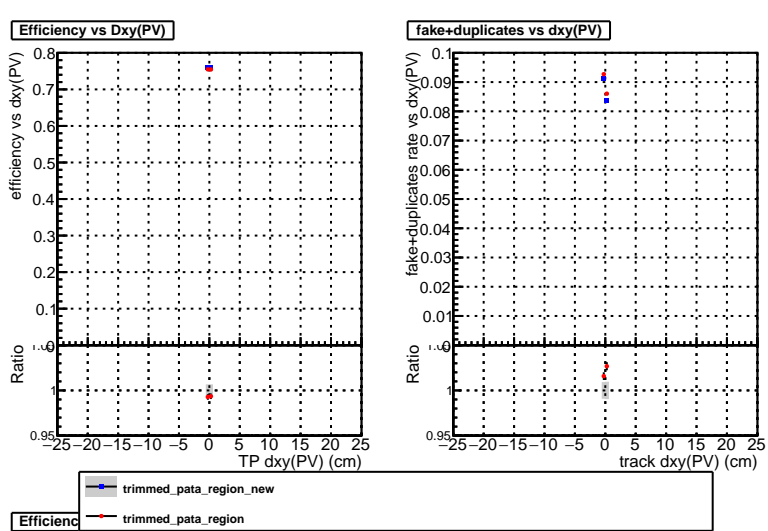 Efficiency vs Dxy(PV)
fake+duplicates vs dxy(PV)
efficiency vs dxy(PV)
0.8
0.7
0.6
0.5
0.4
0.3
0.2
0.1
0
fake+duplicates rate vs dxy(PV)
0.1
0.09
0.08
0.07
0.06
0.05
0.04
0.03
0.02
0.01
0
Ratio
1
0.95
−25 −20 −15 −10 −5 0 5 10 15 20 25
TP dxy(PV) (cm)
Ratio
1
0.95
−25 −20 −15 −10 −5 0 5 10 15 20 25
track dxy(PV) (cm)
trimmed_pata_region_new
trimmed_pata_region
Efficienc